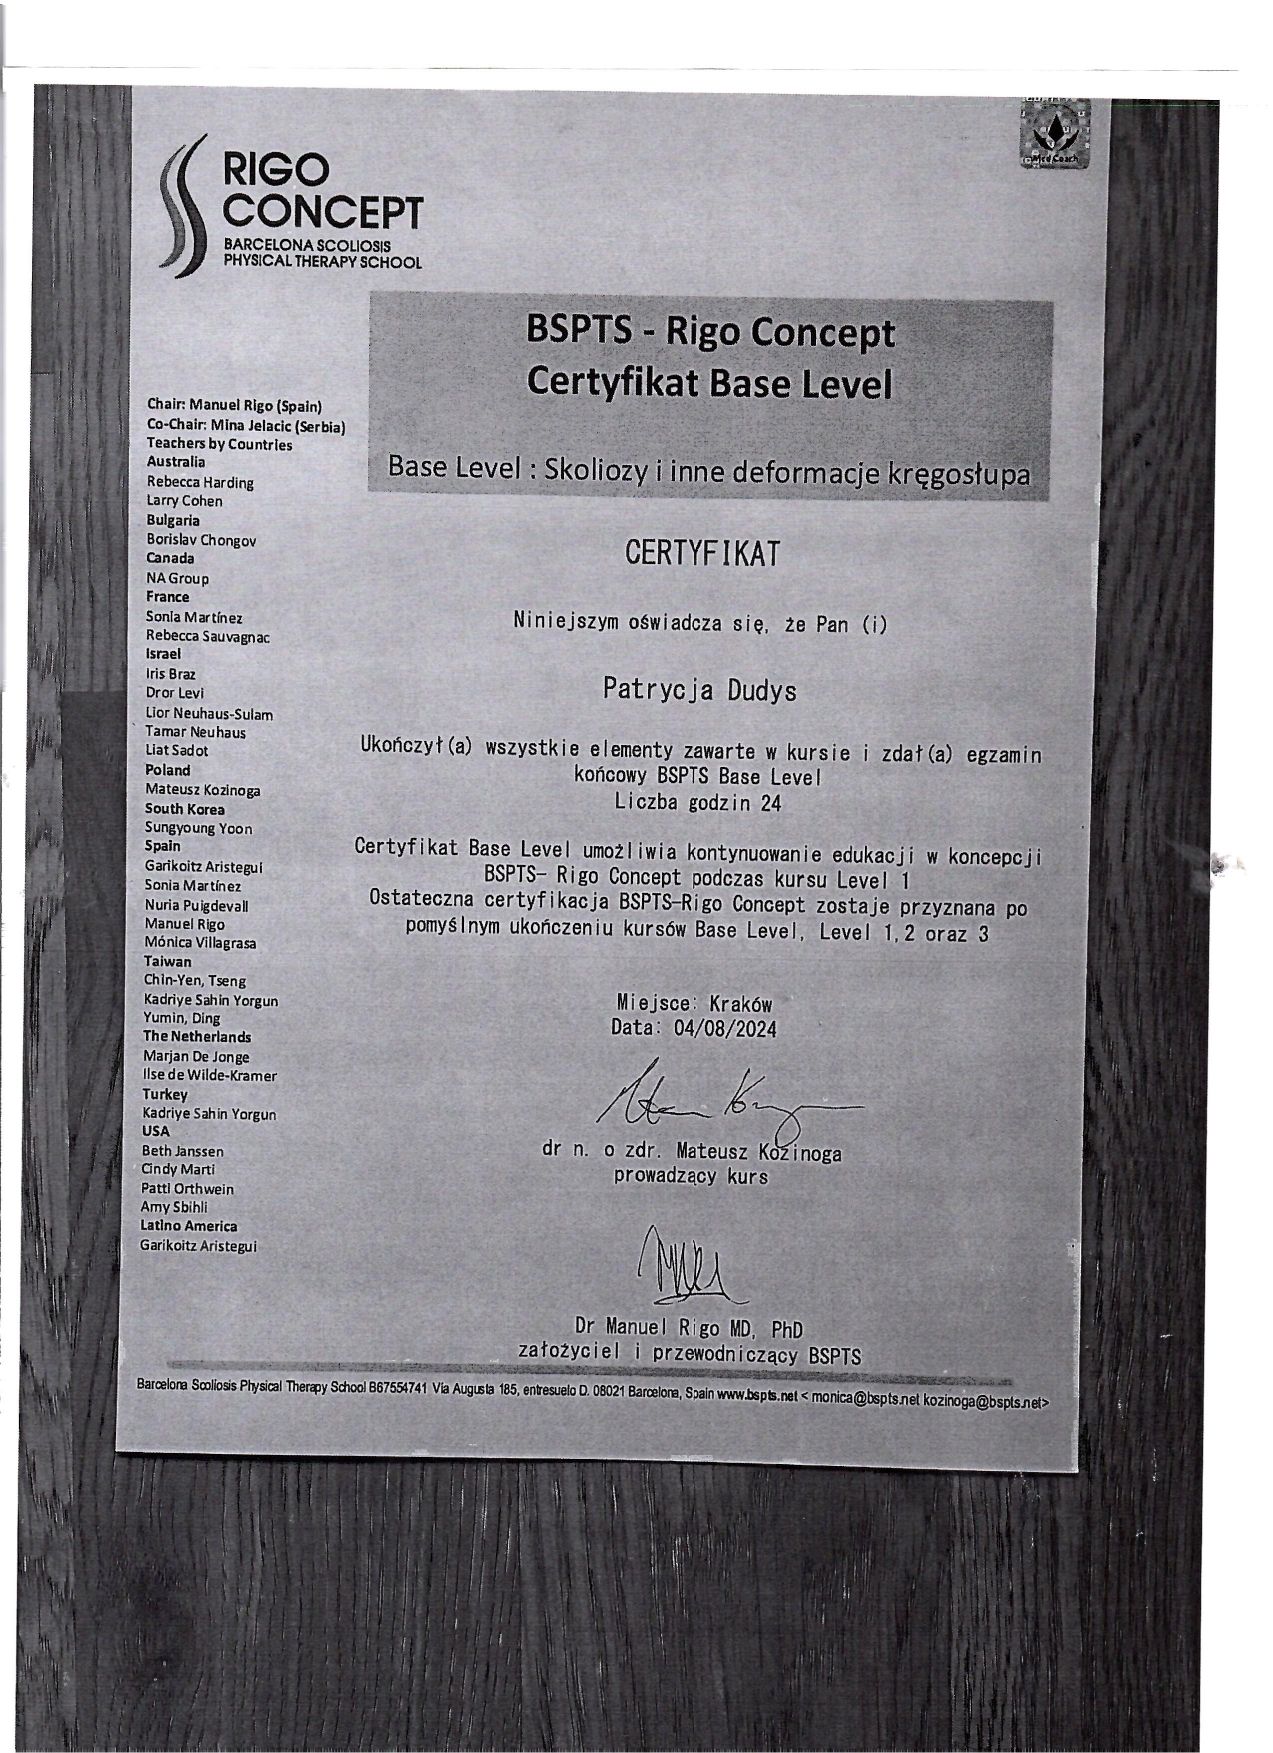 RIGO
CONCEPT
BARCELONA SCOLIOSIS
PHYSICAL THERAPY SCHOOL
Med Coach
BSPTS - Rigo Concept
Certyfikat Base Level
Base Level : Skoliozy i inne deformacje kręgosłupa
Chair: Manuel Rigo (Spain)
Co-Chair: Mina Jelacic (Serbia)
Teachers by Countries
Australia
Rebecca Harding
Larry Cohen
Bulgaria
Borislav Chongov
Canada
NA Group
France
Sonia Martínez
Rebecca Sauvagnac
Israel
Iris Braz
Dror Levi
Lior Neuhaus-Sulam
Tamar Neuhaus
Liat Sadot
Poland
Mateusz Kozinoga
South Korea
Sungyoung Yoon
Spain
Garikoitz Aristegui
Sonia Martínez
Nuria Puigdevall
Manuel Rigo
Mónica Villagrasa
Taiwan
Chin-Yen, Tseng
Kadriye Sahin Yorgun
Yumin, Ding
The Netherlands
Marjan De Jonge
Ilse de Wilde-Kramer
Turkey
Kadriye Sahin Yorgun
USA
Beth Janssen
Cindy Marti
Patti Orthwein
Amy Sbihli
Latino America
Garikoitz Aristegui
CERTYFIKAT
Niniejszym oświadcza się, że Pan (i)
Patrycja Dudys
Ukończył(a) wszystkie elementy zawarte w kursie i zdał(a) egzamin
końcowy BSPTS Base Level
Liczba godzin 24
Certyfikat Base Level umożliwia kontynuowanie edukacji w koncepcji
BSPTS- Rigo Concept podczas kursu Level 1
Ostateczna certyfikacja BSPTS-Rigo Concept zostaje przyznana po
pomyślnym ukończeniu kursów Base Level, Level 1,2 oraz 3
Miejsce: Kraków
Data: 04/08/2024
dr n. o zdr. Mateusz Kozinoga
prowadzący kurs
Dr Manuel Rigo MD, PhD
założyciel i przewodniczący BSPTS
Barcelona Scoliosis Physical Therapy School B67554741 Via Augusta 185, entresuelo D. 08021 Barcelona, Spain www.bspts.net < monica@bspts.net kozinoga@bspts.net>